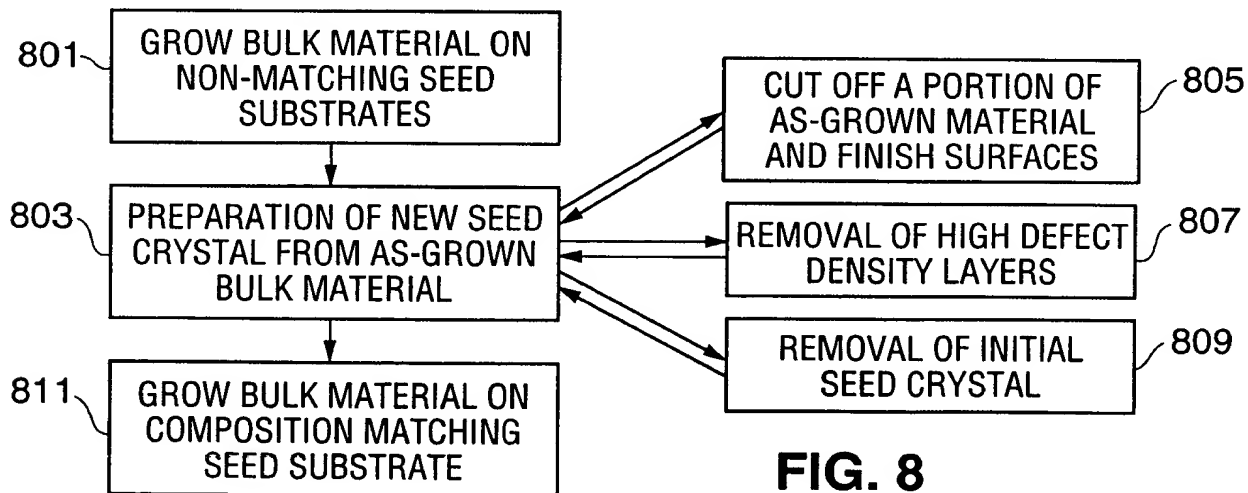 801
GROW BULK MATERIAL ON
NON-MATCHING SEED
SUBSTRATES
803
PREPARATION OF NEW SEED
CRYSTAL FROM AS-GROWN
BULK MATERIAL
811
GROW BULK MATERIAL ON
COMPOSITION MATCHING
SEED SUBSTRATE
CUT OFF A PORTION OF
AS-GROWN MATERIAL
AND FINISH SURFACES
805
REMOVAL OF HIGH DEFECT
DENSITY LAYERS
807
REMOVAL OF INITIAL
SEED CRYSTAL
809
FIG. 8